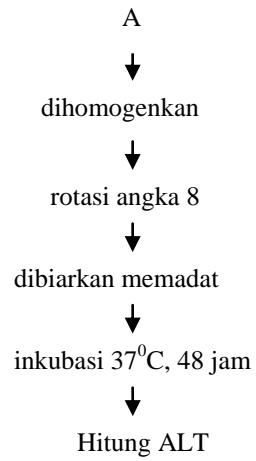 A
dihomogenkan
rotasi angka 8
dibiarkan memadat
inkubasi 37⁰C, 48 jam
Hitung ALT